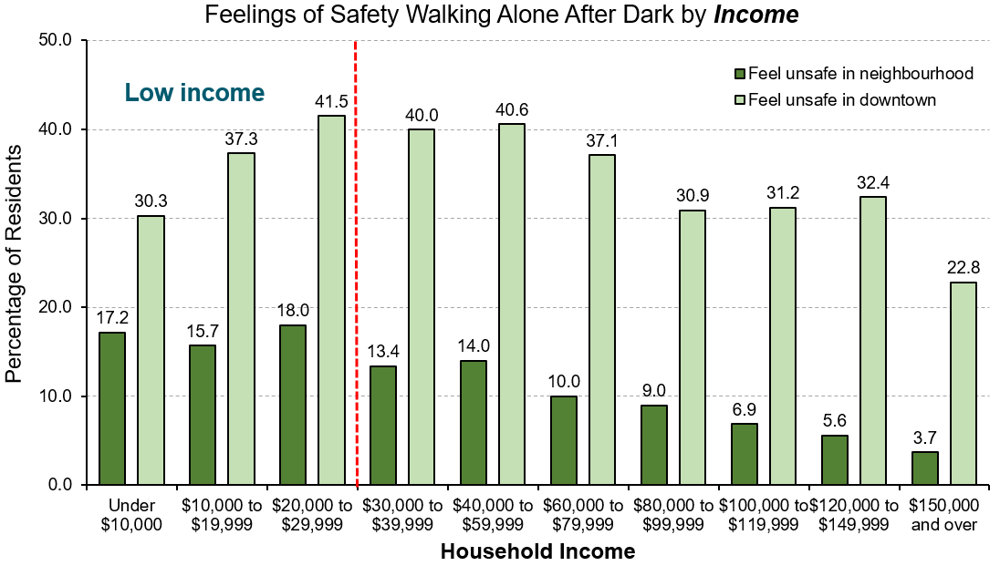 Feelings of Safety Walking Alone After Dark by Income
50.0
40.0
30.0
20.0
10.0
0.0
Percentage of Residents
Low income
Feel unsafe in neighbourhood
Feel unsafe in downtown
17.2
30.3
15.7
37.3
18.0
41.5
13.4
40.0
14.0
40.6
10.0
37.1
9.0
30.9
6.9
31.2
5.6
32.4
3.7
22.8
Under
$10,000
$10,000 to
$19,999
$20,000 to
$29,999
$30,000 to
$39,999
$40,000 to
$59,999
$60,000 to
$79,999
$80,000 to
$99,999
$100,000 to
$119,999
$120,000 to
$149,999
$150,000
and over
Household Income